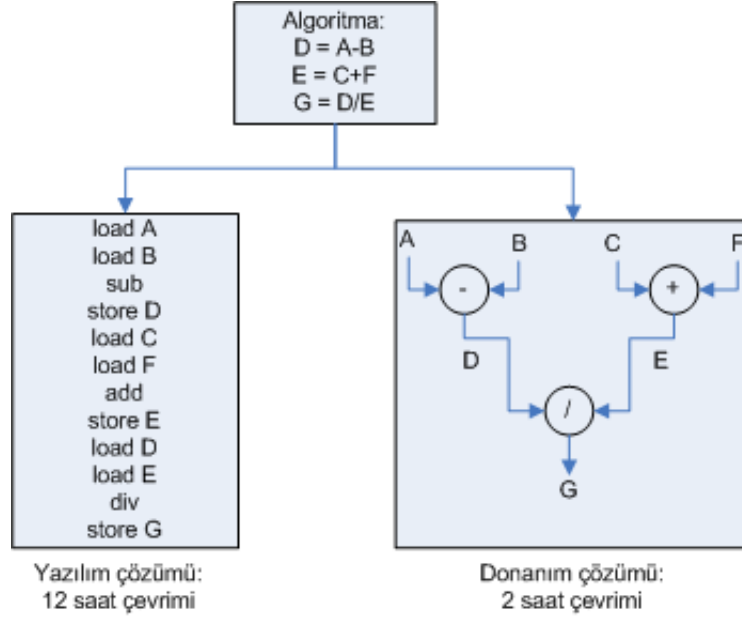 Algoritma:
D = A-B
E = C+F
G = D/E
load A
load B
sub
store D
load C
load F
add
store E
load D
load E
div
store G
Yazılım çözümü:
12 saat çevrimi
A
B
C
F
-
+
D
E
/
G
Donanım çözümü:
2 saat çevrimi